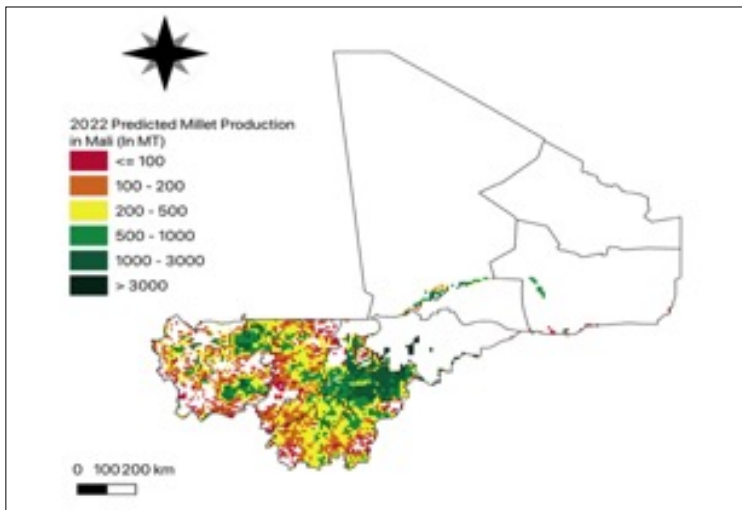 2022 Predicted Millet Production
in Mali (In MT)
<= 100
100 - 200
200 - 500
500 - 1000
1000 - 3000
> 3000
0 100 200 km